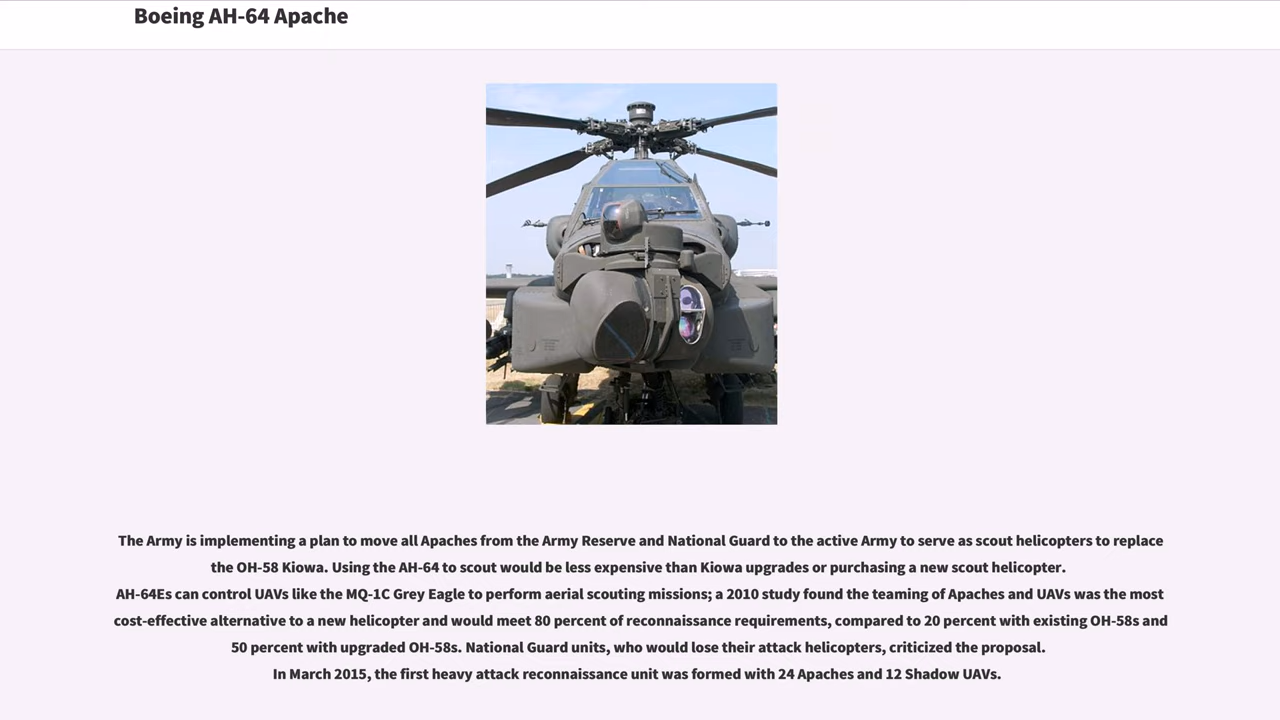 Boeing AH-64 Apache
The Army is implementing a plan to move all Apaches from the Army Reserve and National Guard to the active Army to serve as scout helicopters to replace
the OH-58 Kiowa. Using the AH-64 to scout would be less expensive than Kiowa upgrades or purchasing a new scout helicopter.
AH-64Es can control UAVs like the MQ-1C Grey Eagle to perform aerial scouting missions; a 2010 study found the teaming of Apaches and UAVs was the most
cost-effective alternative to a new helicopter and would meet 80 percent of reconnaissance requirements, compared to 20 percent with existing OH-58s and
50 percent with upgraded OH-58s. National Guard units, who would lose their attack helicopters, criticized the proposal.
In March 2015, the first heavy attack reconnaissance unit was formed with 24 Apaches and 12 Shadow UAVs.